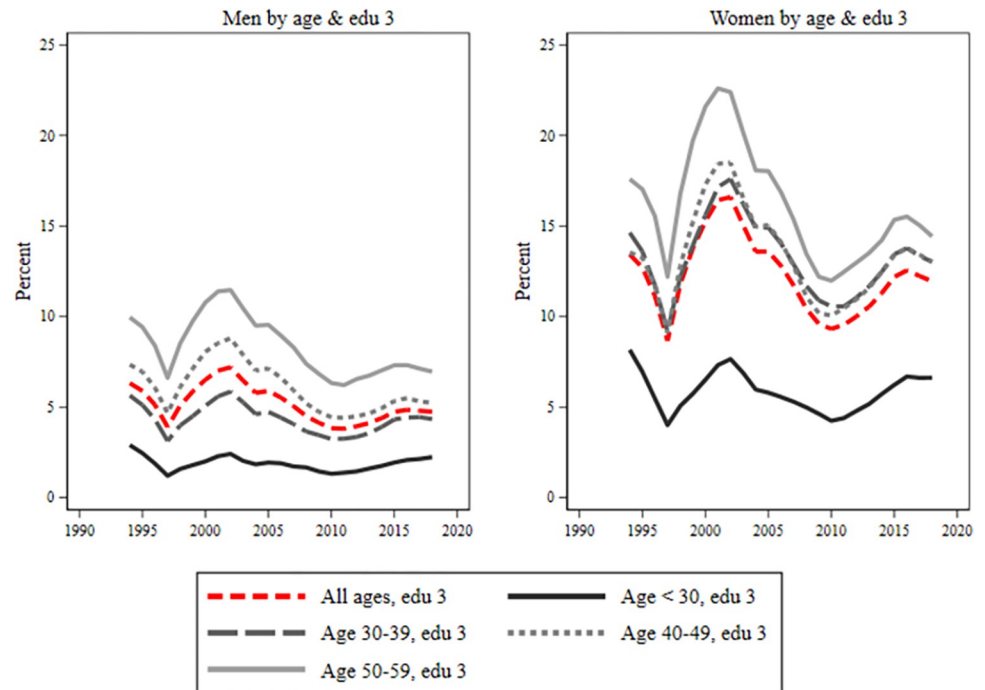 Men by age & edu 3
Women by age & edu 3
Percent
25
20
15
10
5
0
1990 1995 2000 2005 2010 2015 2020
Percent
25
20
15
10
5
0
1990 1995 2000 2005 2010 2015 2020
All ages, edu 3
Age < 30, edu 3
Age 30-39, edu 3
Age 40-49, edu 3
Age 50-59, edu 3